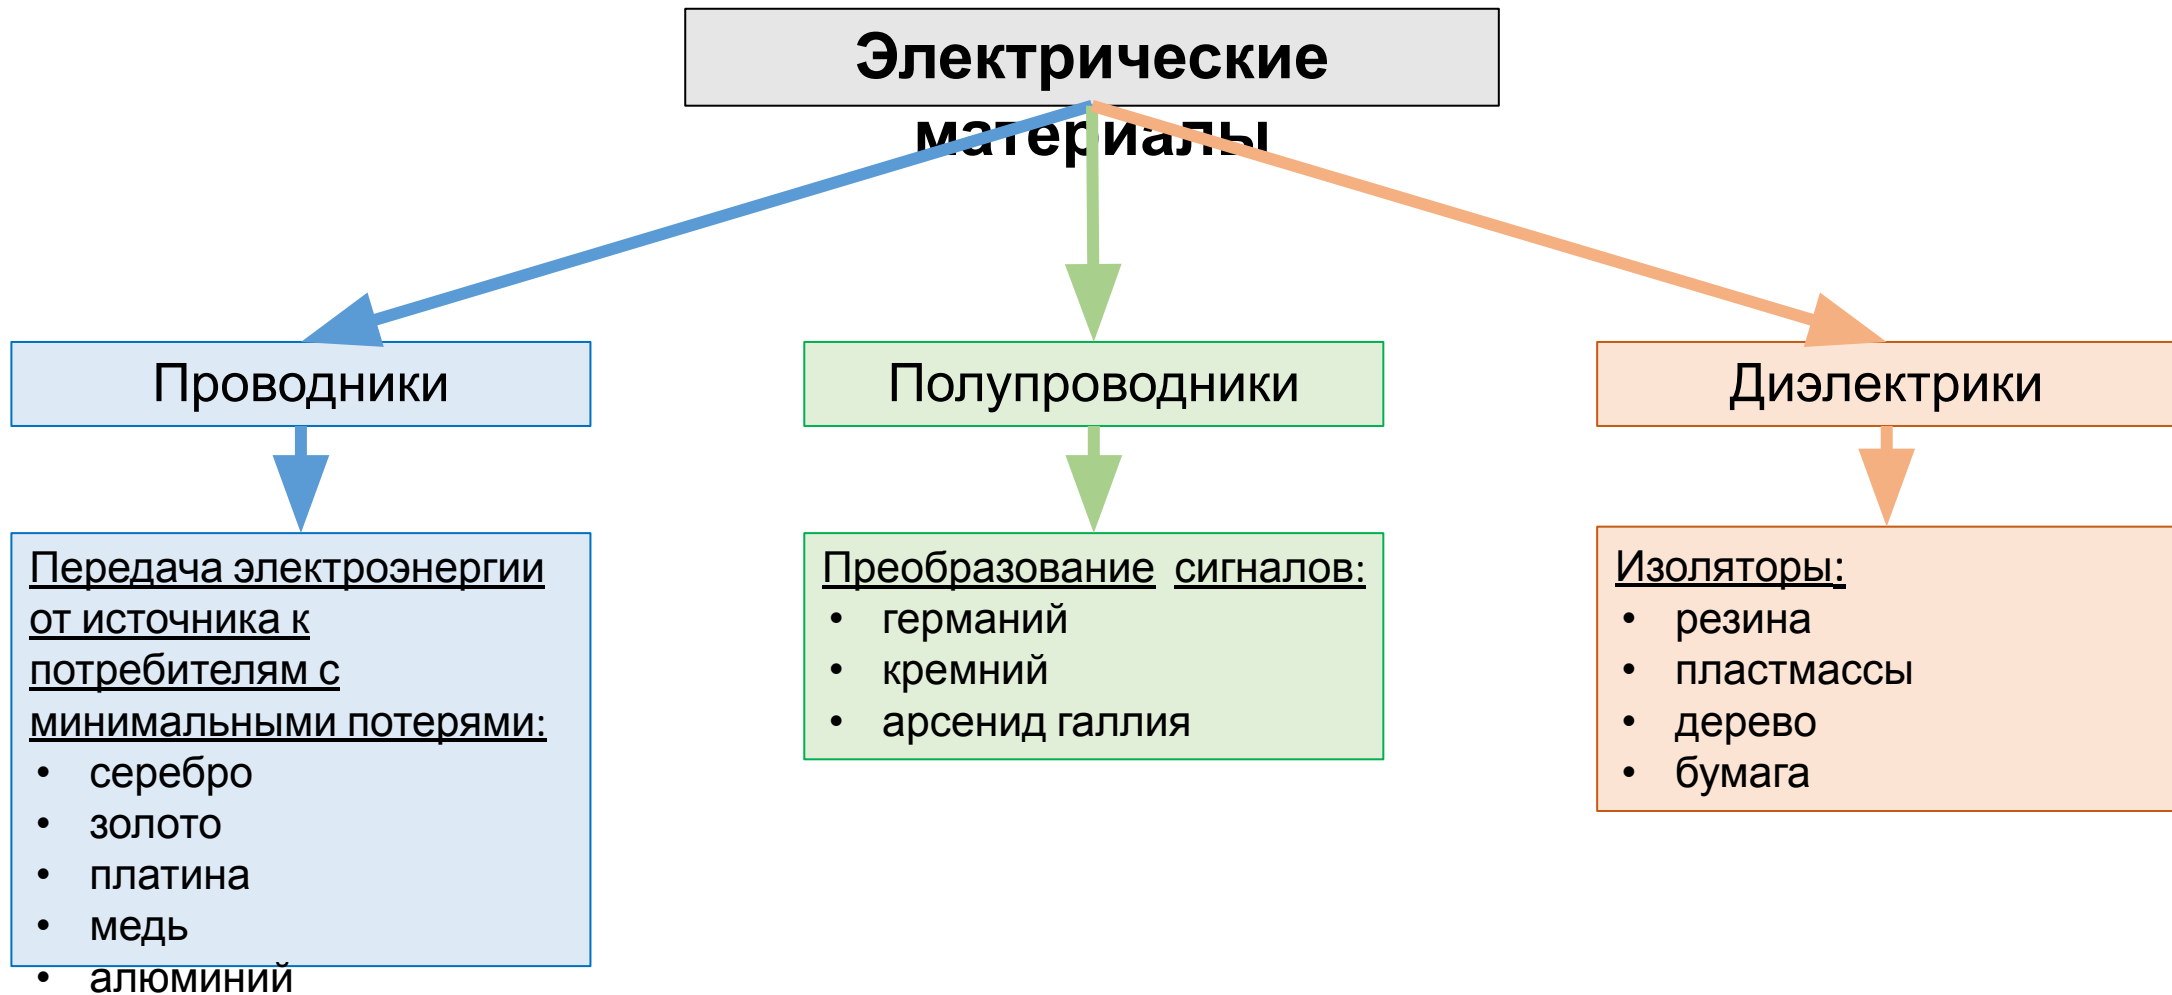 Электрические
материалы
Проводники
Полупроводники
Диэлектрики
Передача электроэнергии
от источника к
потребителям с
минимальными потерями:
• серебро
• золото
• платина
• медь
• алюминий
Преобразование сигналов:
• германий
• кремний
• арсенид галлия
Изоляторы:
• резина
• пластмассы
• дерево
• бумага